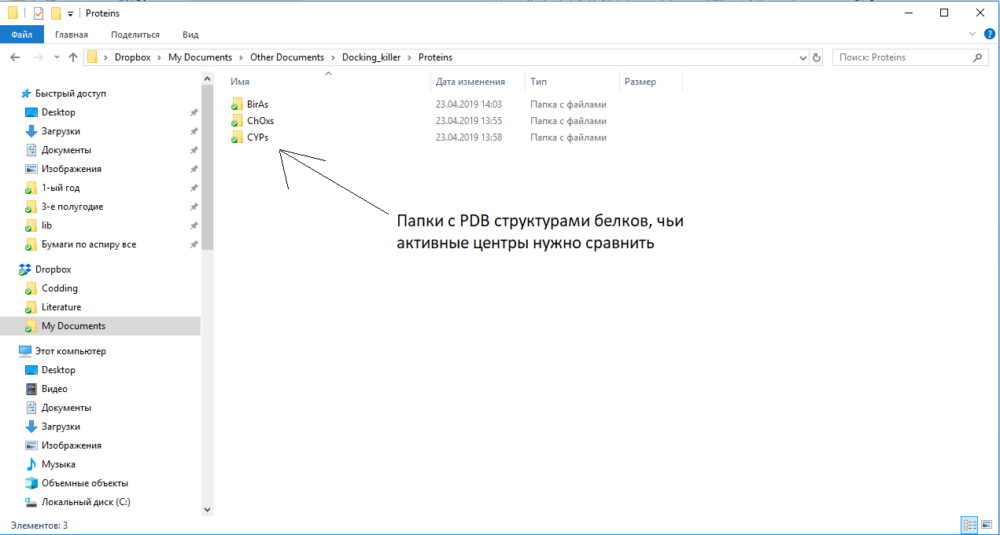 Proteins
Файл Главная Поделиться Вид
Dropbox My Documents Other Documents Docking_killer Proteins
Поиск: Proteins
Быстрый доступ
Desktop
Загрузки
Документы
Изображения
1-ый год
3-е полугодие
lib
Бумаги по аспиру все
Dropbox
Codding
Literature
My Documents
Этот компьютер
Desktop
Видео
Документы
Загрузки
Изображения
Музыка
Объемные объекты
Локальный диск (C:)
Имя Дата изменения Тип Размер
BirAs 23.04.2019 14:03 Папка с файлами
ChOxs 23.04.2019 13:55 Папка с файлами
CYPs 23.04.2019 13:58 Папка с файлами
Папки с PDB структурами белков, чьи
активные центры нужно сравнить
Элементов: 3